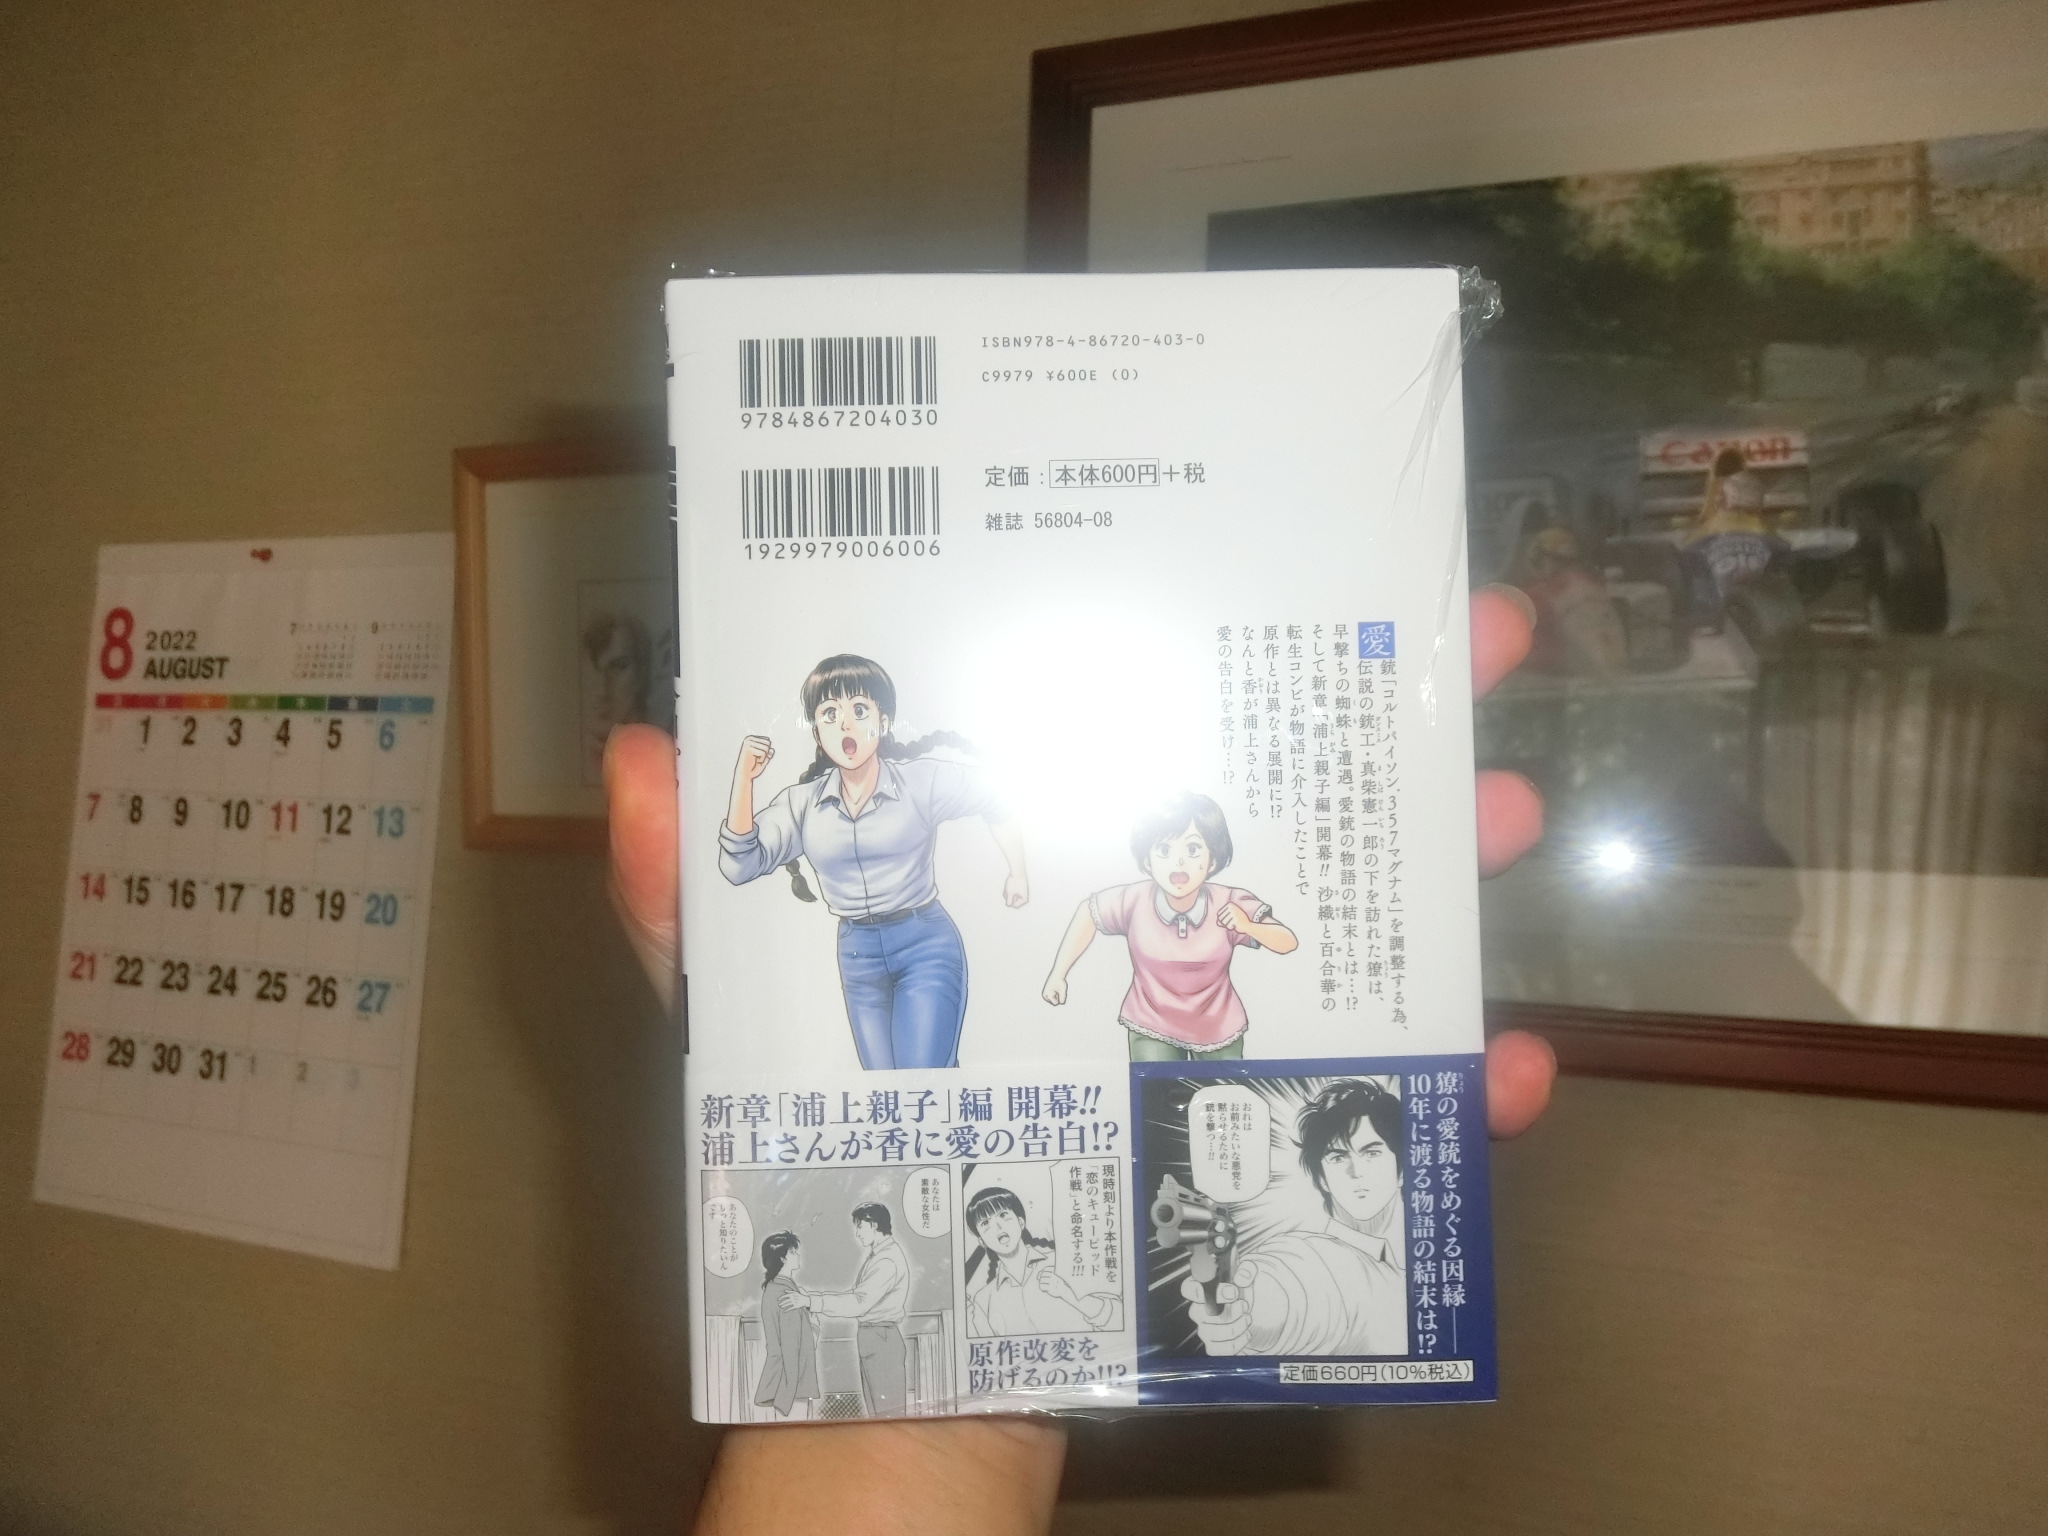 ISBN978-4-86720-403-0
C9979 ¥600E (0)
9784867204030
定価：本体600円＋税
雑誌 56804-08
1929979006006
愛銃「コルトパイソン.357マグナム」を調整する為、
伝説の銃工・真柴憲一郎の下を訪れた獠は、
早撃ちの蜘蛛と遭遇。愛銃の物語の結末とは…!?
そして新章「浦上親子編」開幕!! 沙織と百合華の
転生コンビが物語に介入したことで
原作とは異なる展開に!?
なんと香が浦上さんから
愛の告白を受け…!?
新章「浦上親子」編 開幕!!
浦上さんが香に愛の告白!?
あなたは
素敵な女性だ
あなたのことが
もっと知りたいん
です
現時刻より本作戦を
「恋のキューピッド
作戦」と命名する!!!
原作改変を
防げるのか!!?
獠の愛銃をめぐる因縁――
10年に渡る物語の結末は!?
おれは
お前みたいな悪党を
黙らせるために
銃を撃つ…!!
定価660円(10%税込)
8
2022
AUGUST
7
9
1 2 3 4 5 6
7 8 9 10 11 12 13
14 15 16 17 18 19 20
21 22 23 24 25 26 27
28 29 30 31 1 2 3
Canon